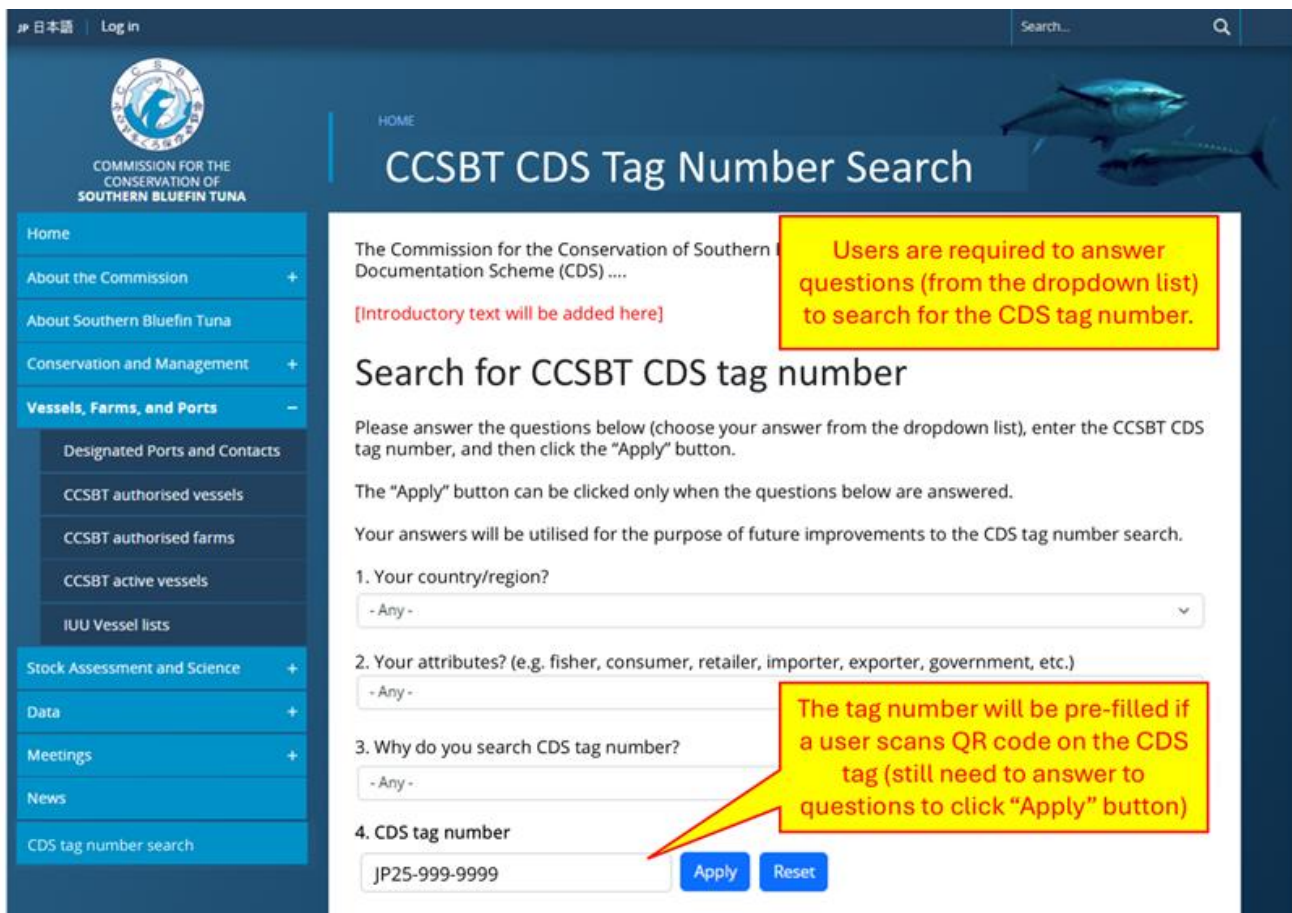 JP 日本語 Log in
Search...
COMMISSION FOR THE
CONSERVATION OF
SOUTHERN BLUEFIN TUNA
HOME
CCSBT CDS Tag Number Search
Home
About the Commission +
About Southern Bluefin Tuna
Conservation and Management +
Vessels, Farms, and Ports –
Designated Ports and Contacts
CCSBT authorised vessels
CCSBT authorised farms
CCSBT active vessels
IUU Vessel lists
Stock Assessment and Science +
Data +
Meetings +
News
CDS tag number search
The Commission for the Conservation of Southern
Documentation Scheme (CDS) ....
[Introductory text will be added here]
Users are required to answer
questions (from the dropdown list)
to search for the CDS tag number.
Search for CCSBT CDS tag number
Please answer the questions below (choose your answer from the dropdown list), enter the CCSBT CDS
tag number, and then click the “Apply” button.
The “Apply” button can be clicked only when the questions below are answered.
Your answers will be utilised for the purpose of future improvements to the CDS tag number search.
1. Your country/region?
- Any -
2. Your attributes? (e.g. fisher, consumer, retailer, importer, exporter, government, etc.)
- Any -
3. Why do you search CDS tag number?
- Any -
The tag number will be pre-filled if
a user scans QR code on the CDS
tag (still need to answer to
questions to click “Apply” button)
4. CDS tag number
JP25-999-9999 Apply Reset